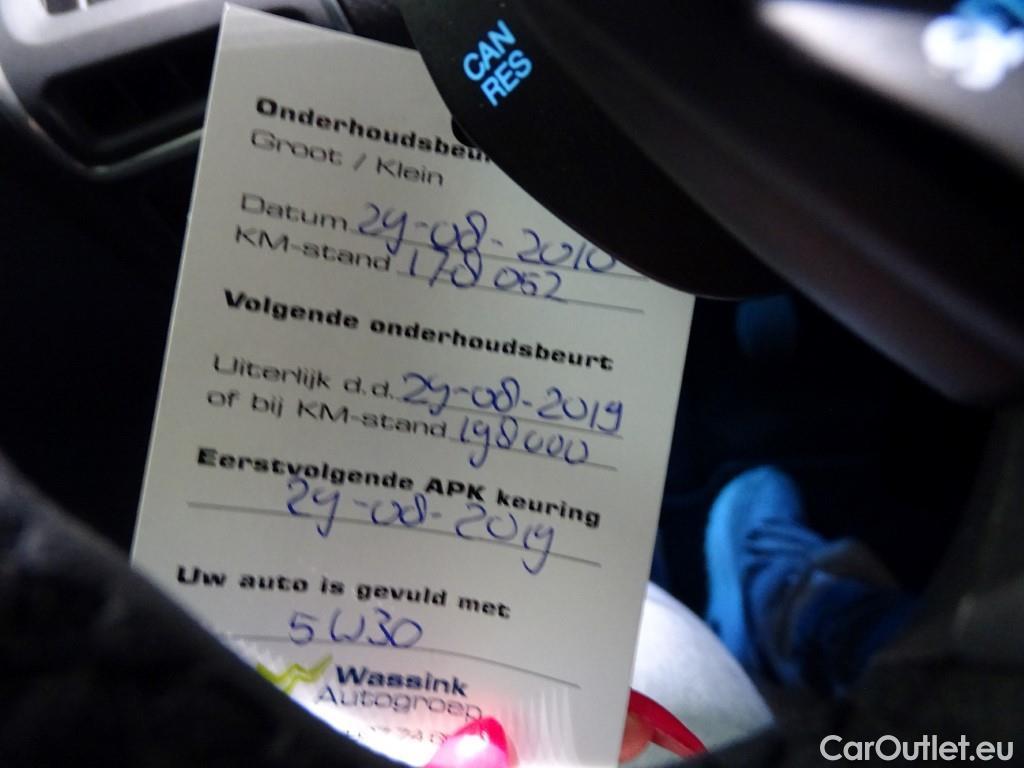 CAN
RES
Groot / Klein
Datum 29-08-2018
KM-stand 178 052
Volgende onderhoudsbeurt
Uiterlijk d.d. 29-08-2019
of bij KM-stand 198 000
Eerstvolgende APK keuring
29-08-2019
Uw auto is gevuld met
5W30
Wassink
Autogroep
CarOutlet.eu